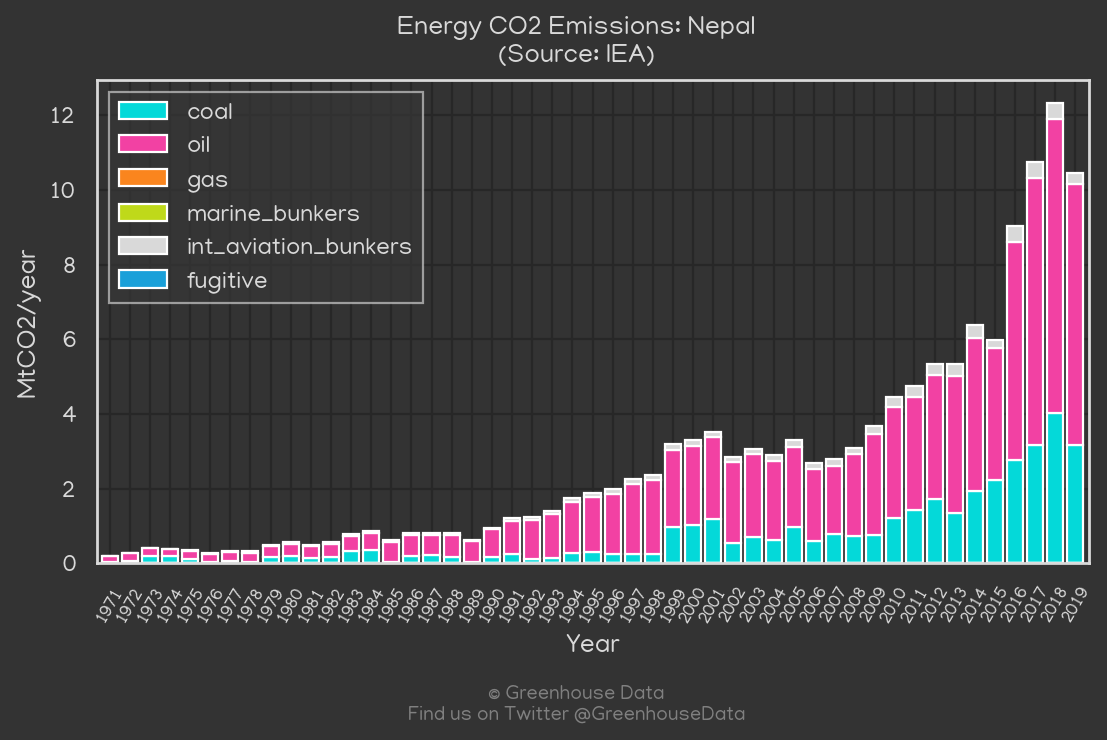 Energy CO2 Emissions: Nepal
(Source: IEA)
coal
oil
gas
marine_bunkers
int_aviation_bunkers
fugitive
MtCO2/year
12
10
8
6
4
2
0
1971 1972 1973 1974 1975 1976 1977 1978 1979 1980 1981 1982 1983 1984 1985 1986 1987 1988 1989 1990 1991 1992 1993 1994 1995 1996 1997 1998 1999 2000 2001 2002 2003 2004 2005 2006 2007 2008 2009 2010 2011 2012 2013 2014 2015 2016 2017 2018 2019
Year
© Greenhouse Data
Find us on Twitter @GreenhouseData